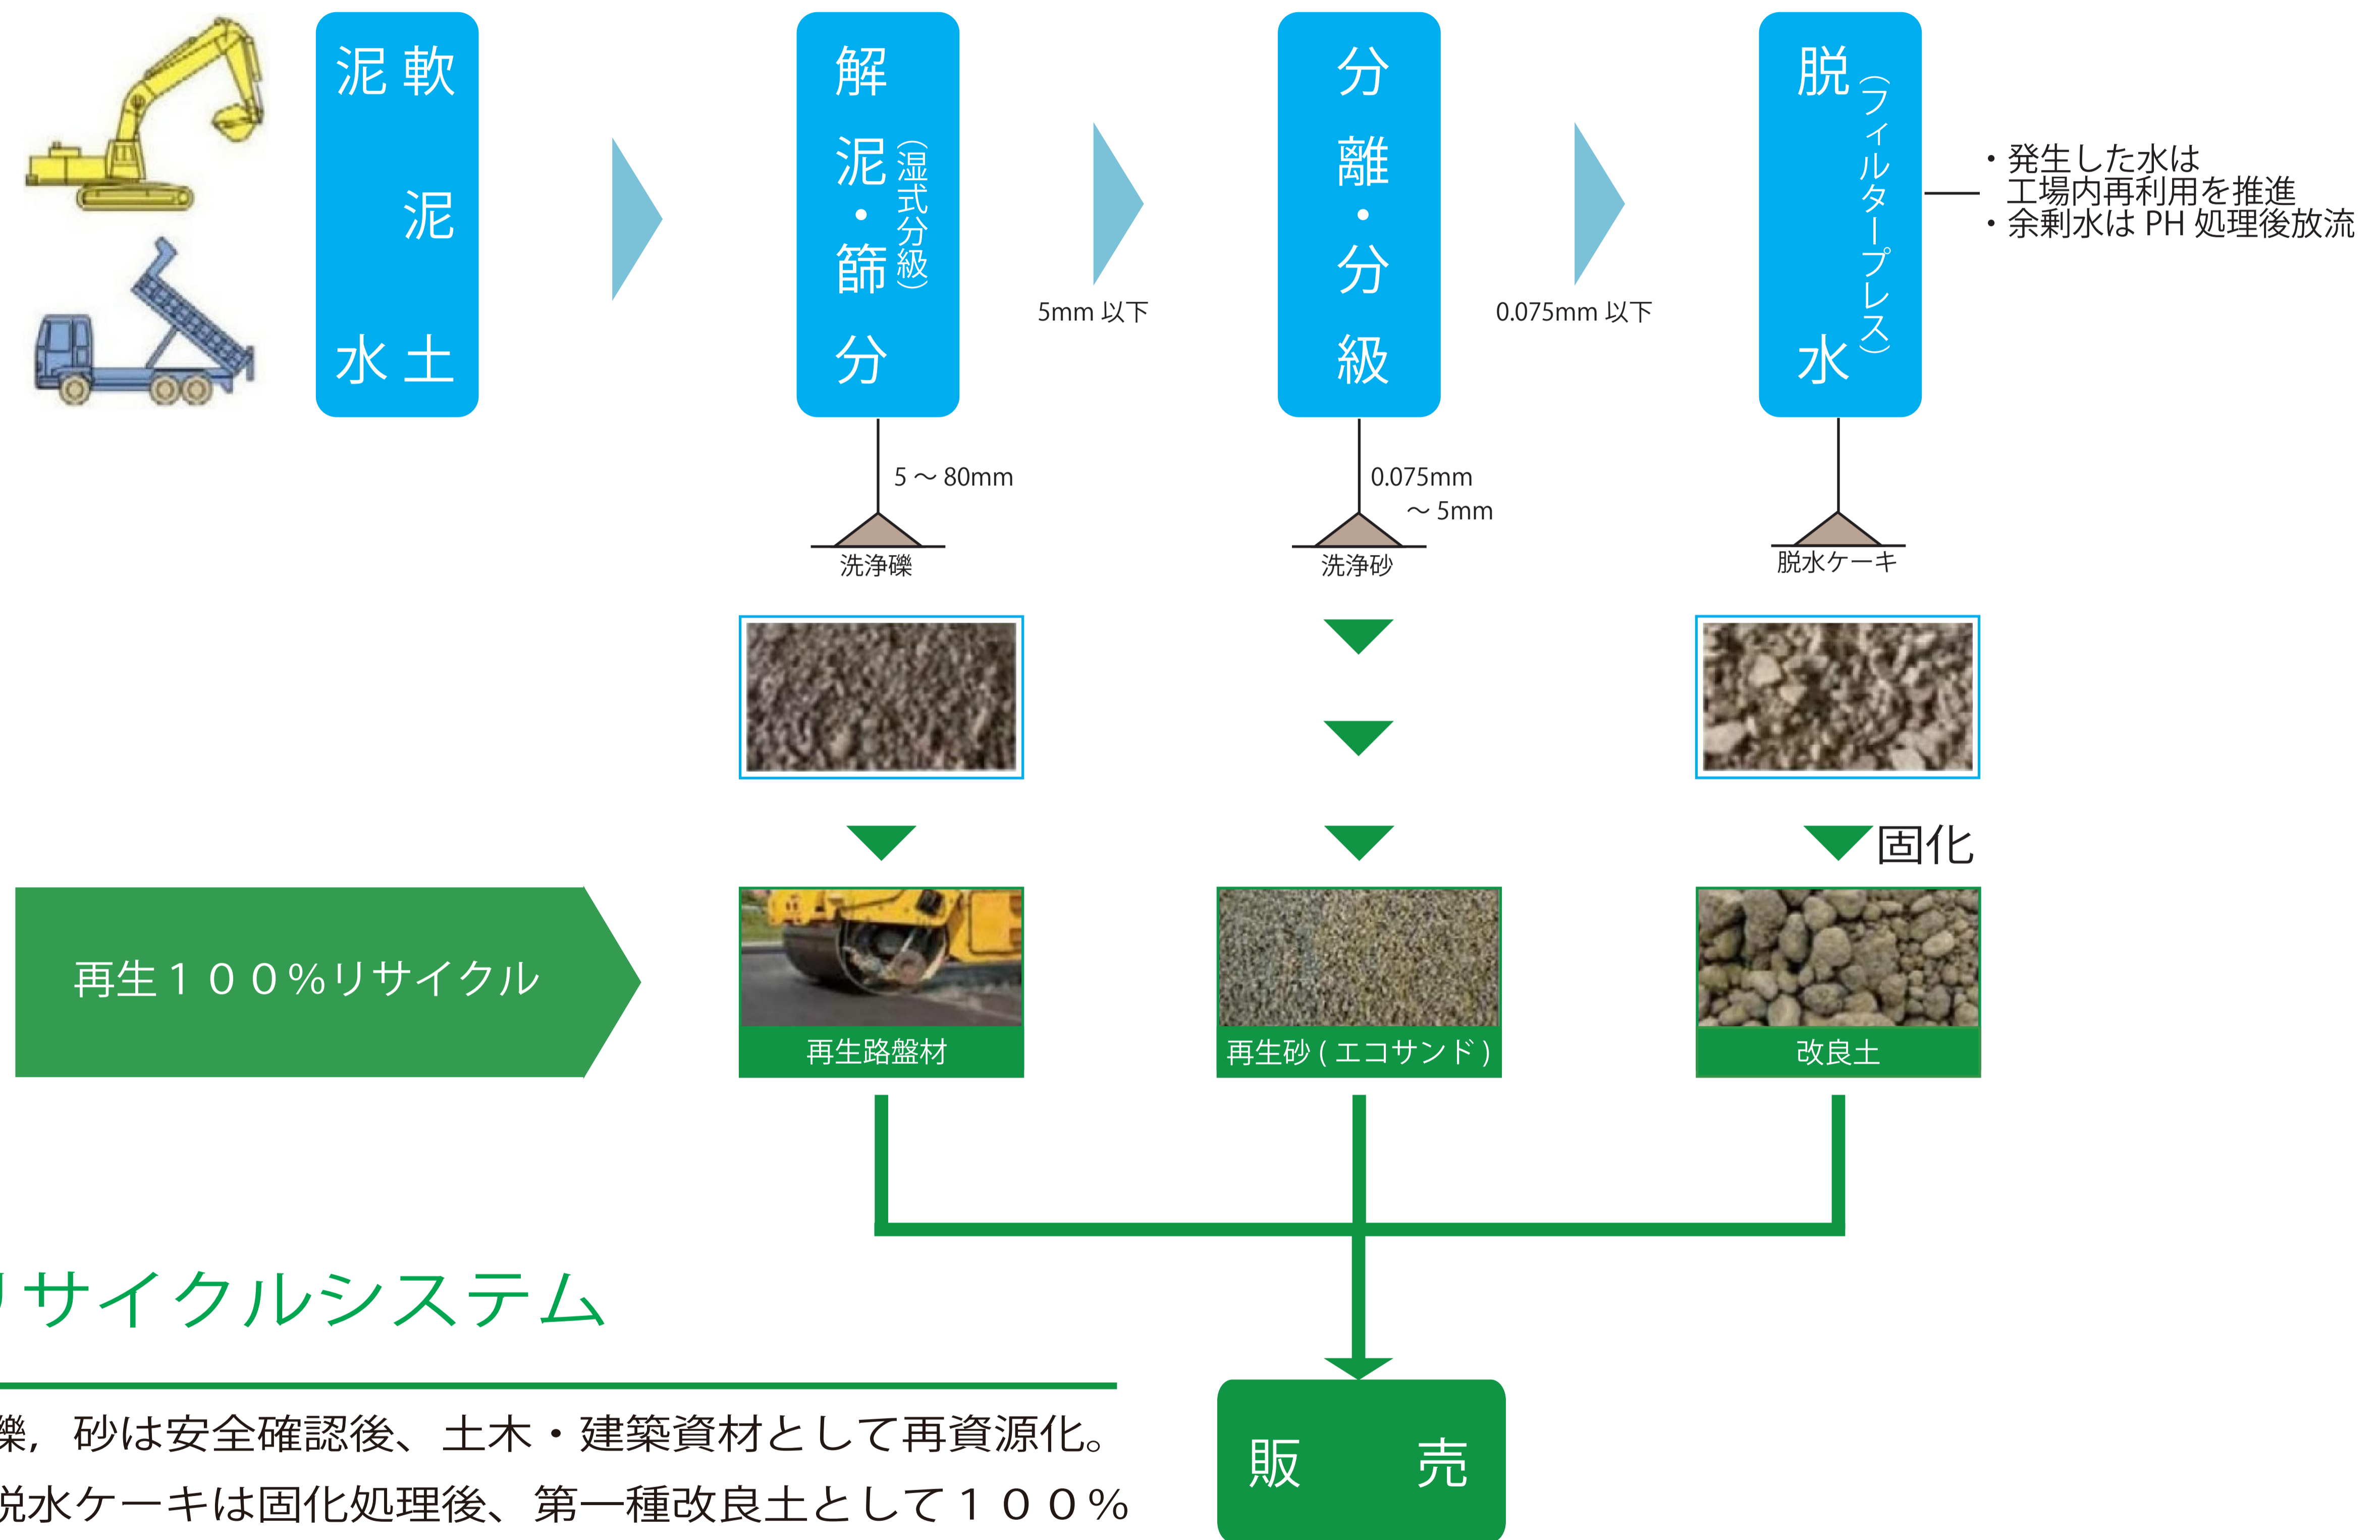 軟泥土
泥水
解泥・篩分
（湿式分級）
5mm 以下
分離・分級
0.075mm 以下
脱水
（フィルタープレス）
・発生した水は
工場内再利用を推進
・余剰水は PH 処理後放流
5 ～ 80mm
洗浄礫
0.075mm
～ 5mm
洗浄砂
脱水ケーキ
固化
再生１００%リサイクル
再生路盤材
再生砂 ( エコサンド )
改良土
リサイクルシステム
礫，砂は安全確認後、土木・建築資材として再資源化。
脱水ケーキは固化処理後、第一種改良土として１００%
販売